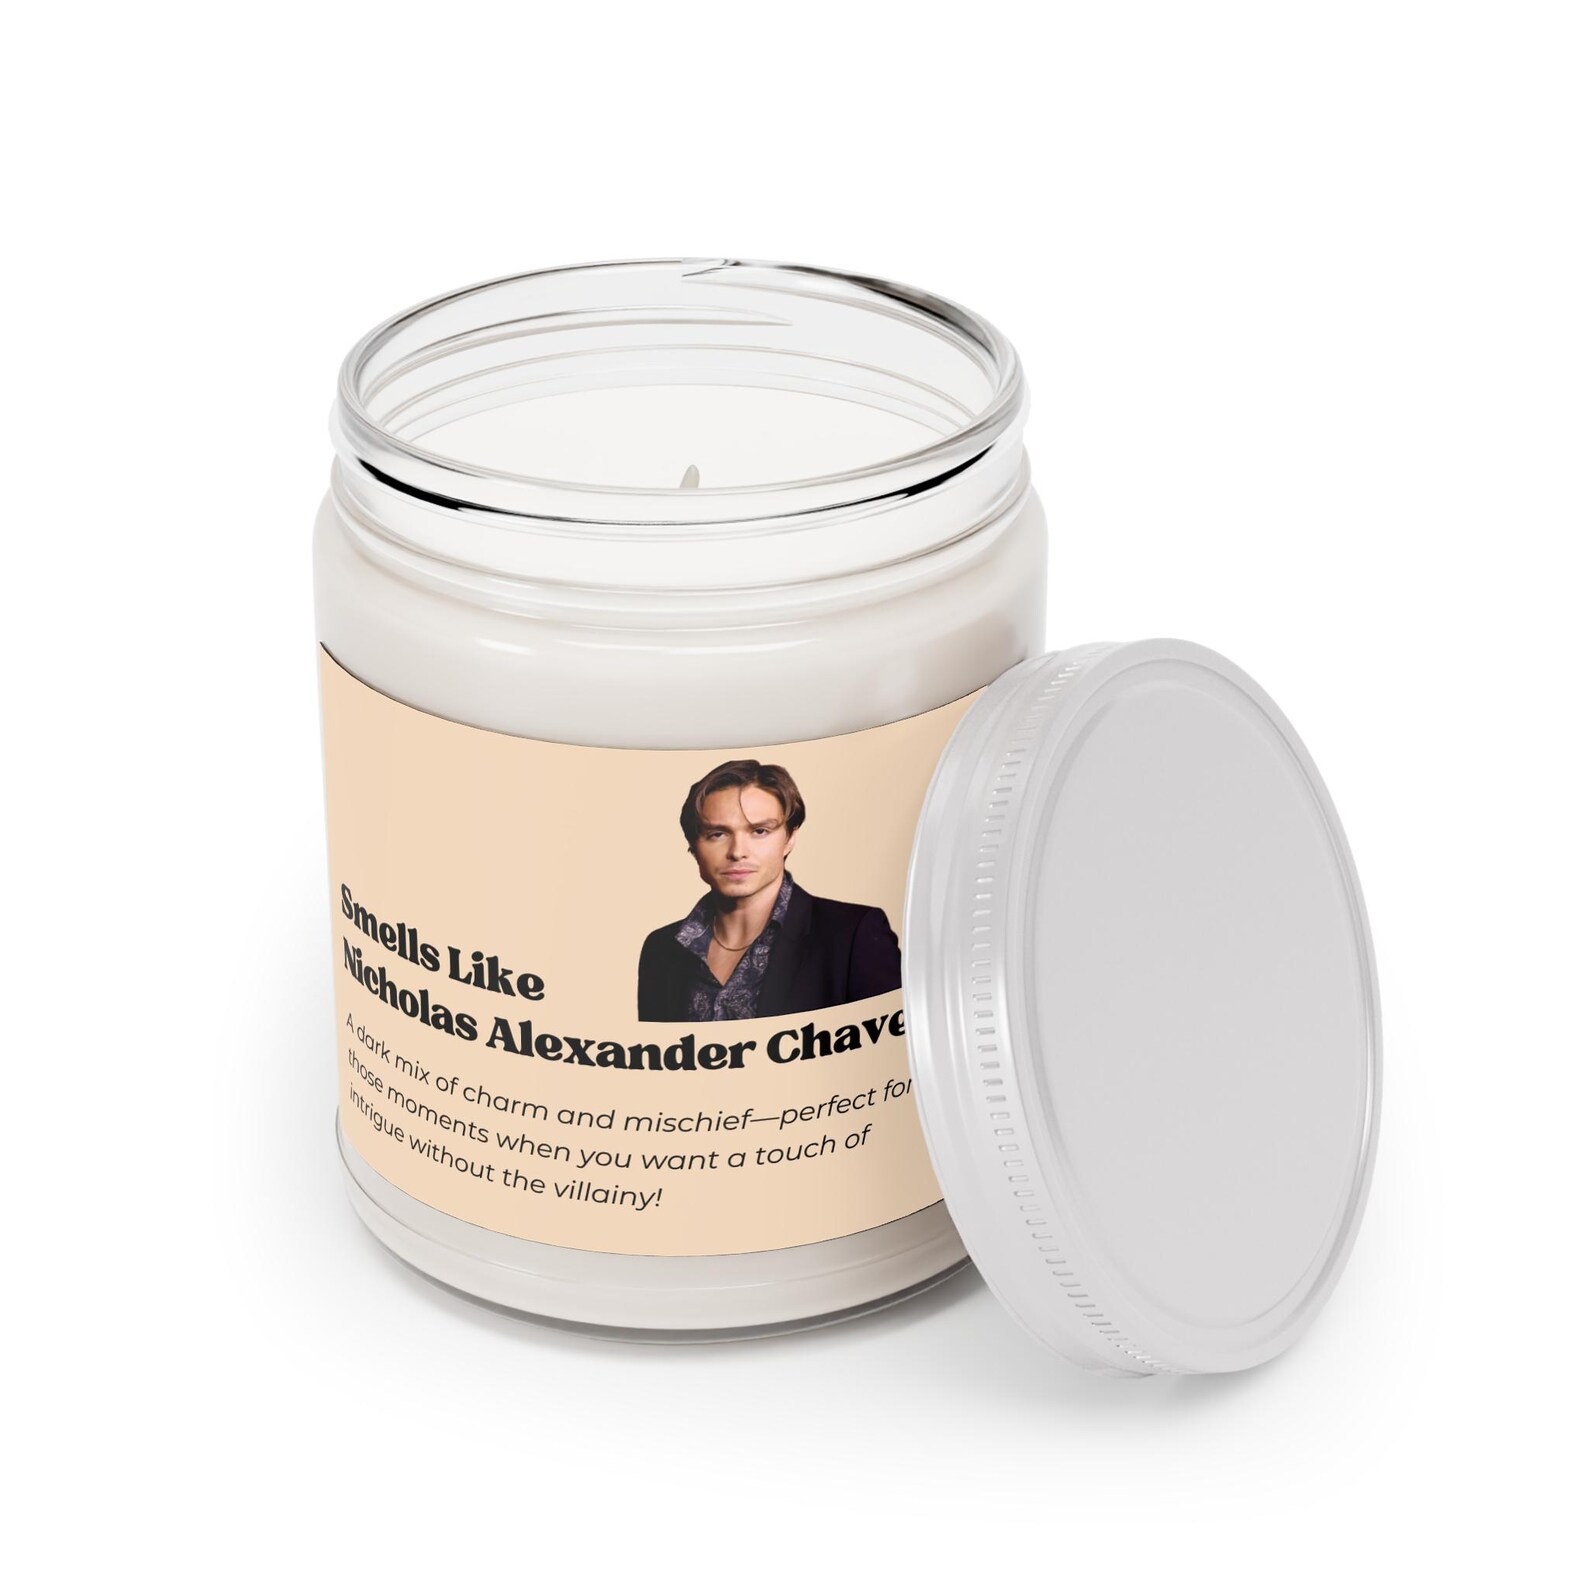 Smells Like
Nicholas Alexander Chave
A dark mix of charm and mischief—perfect for
those moments when you want a touch of
intrigue without the villainy!